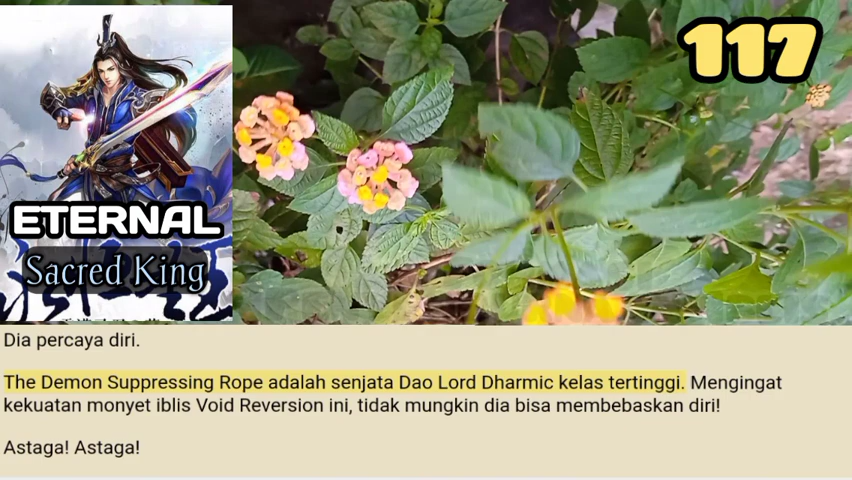 117
ETERNAL
Sacred King
Dia percaya diri.
The Demon Suppressing Rope adalah senjata Dao Lord Dharmic kelas tertinggi. Mengingat
kekuatan monyet iblis Void Reversion ini, tidak mungkin dia bisa membebaskan diri!
Astaga! Astaga!